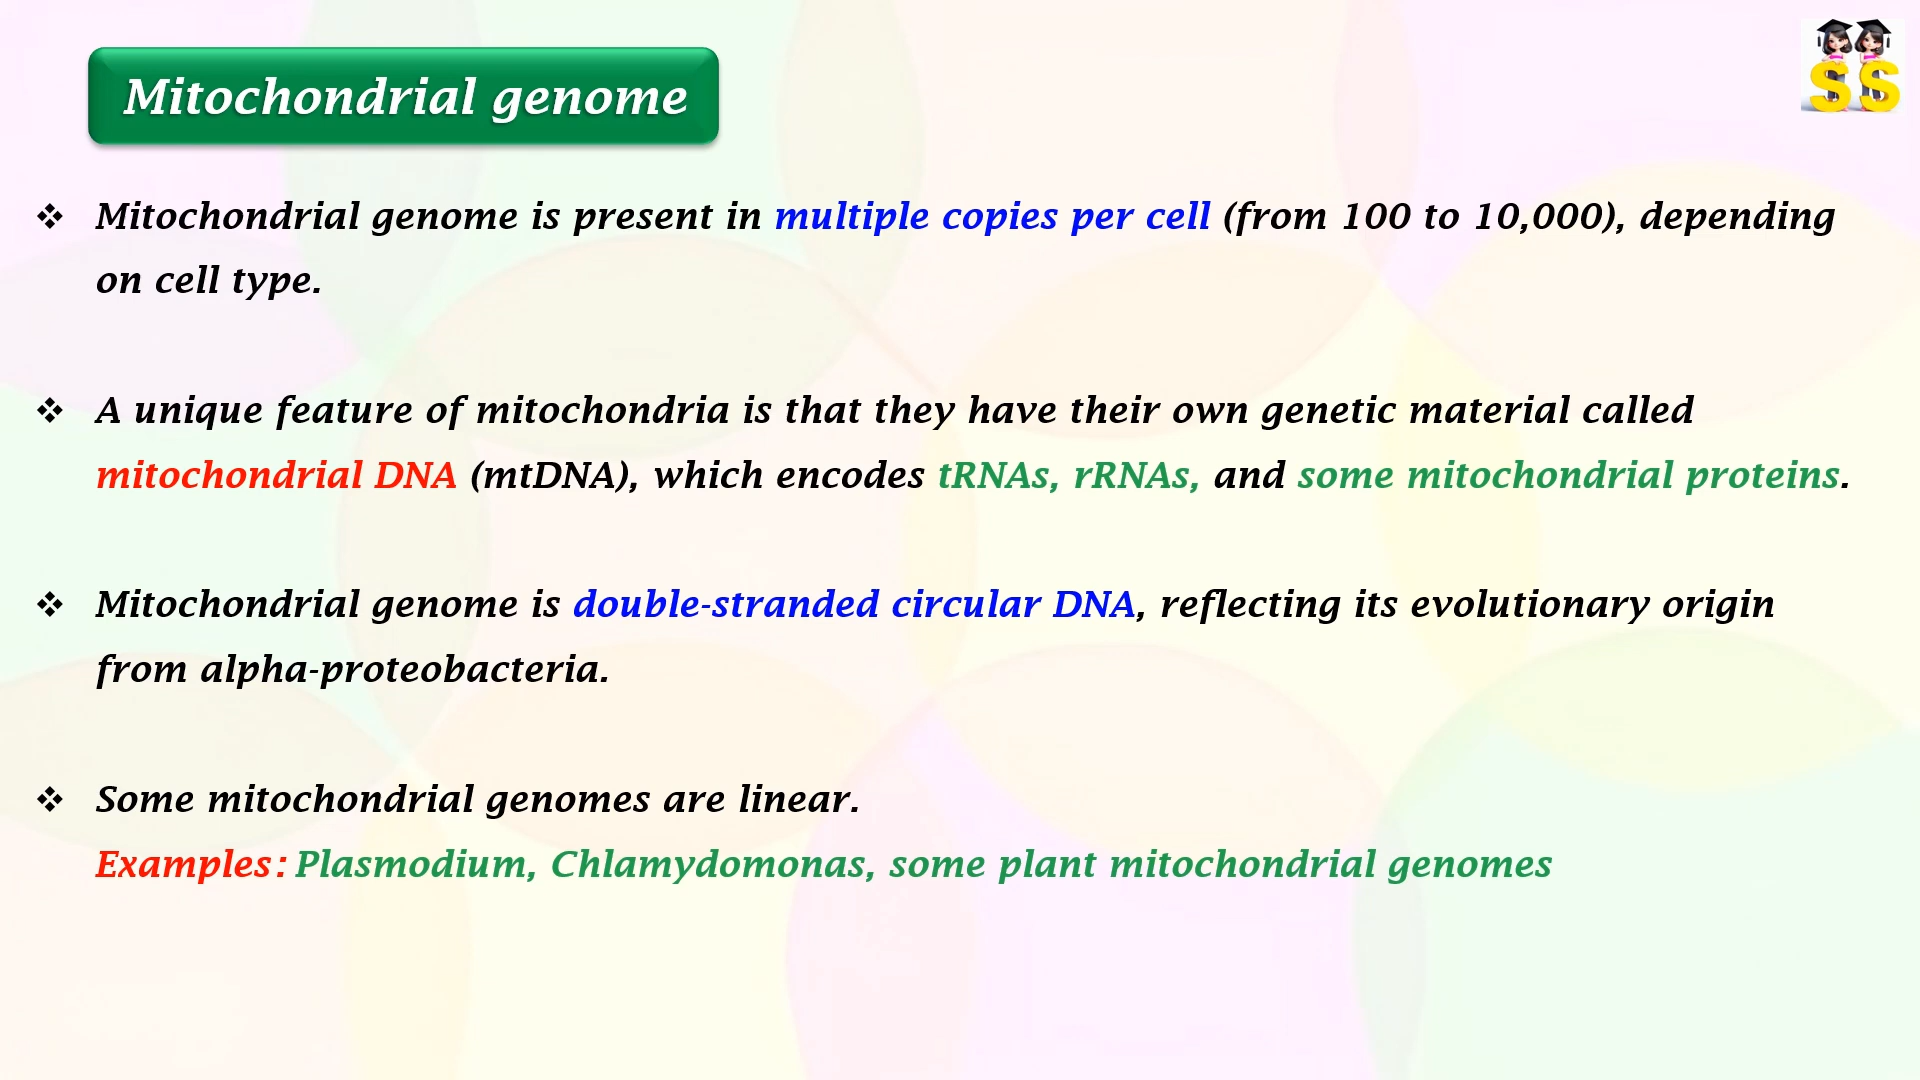 Mitochondrial genome
SS
❖ Mitochondrial genome is present in multiple copies per cell (from 100 to 10,000), depending
on cell type.
❖ A unique feature of mitochondria is that they have their own genetic material called
mitochondrial DNA (mtDNA), which encodes tRNAs, rRNAs, and some mitochondrial proteins.
❖ Mitochondrial genome is double-stranded circular DNA, reflecting its evolutionary origin
from alpha-proteobacteria.
❖ Some mitochondrial genomes are linear.
Examples: Plasmodium, Chlamydomonas, some plant mitochondrial genomes